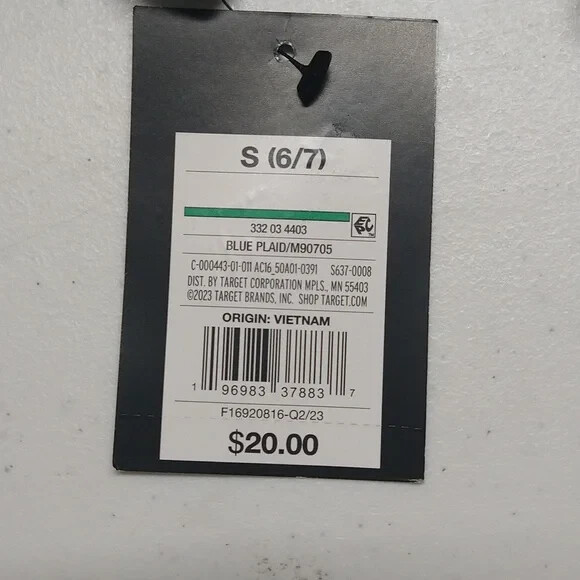 S (6/7)
332 03 4403
BLUE PLAID/M90705
C-000443-01-011 AC16_50A01-0391 S637-0008
DIST. BY TARGET CORPORATION MPLS., MN 55403
©2023 TARGET BRANDS, INC. SHOP TARGET.COM
ORIGIN: VIETNAM
1 96983 37883 7
F16920816-Q2/23
$20.00